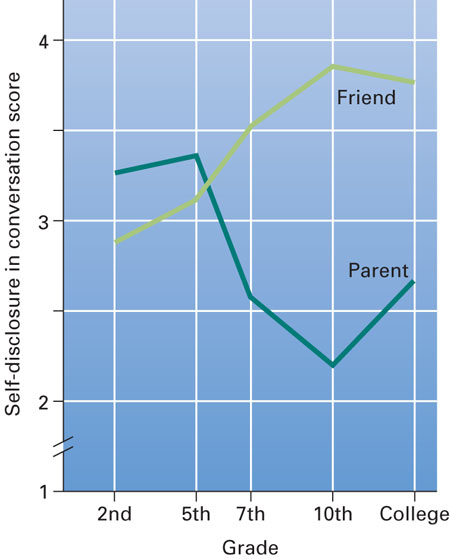 Self-disclosure in conversation score
4
3
2
1
Friend
Parent
2nd 5th 7th 10th College
Grade